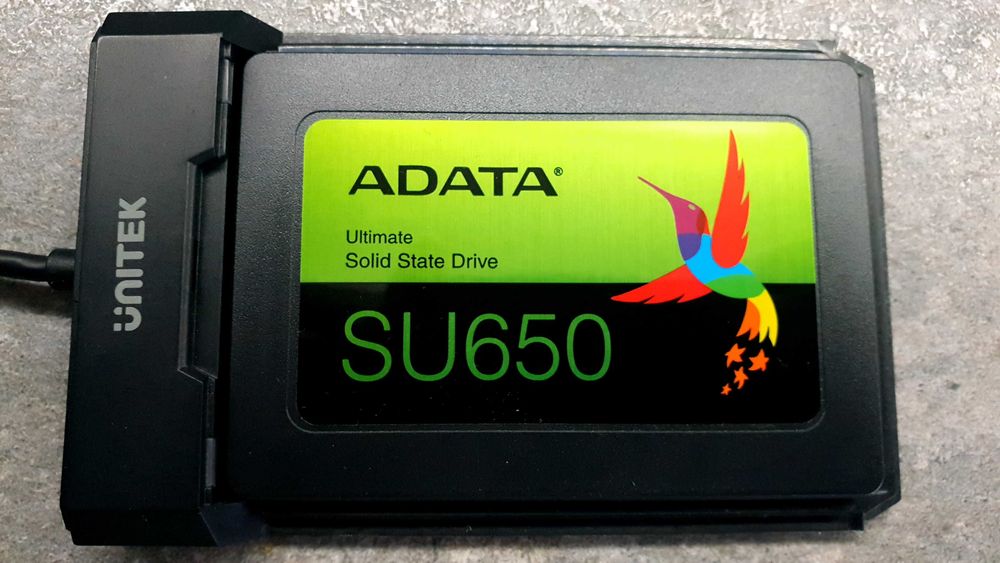 UNITEK
ADATA®
Ultimate
Solid State Drive
SU650